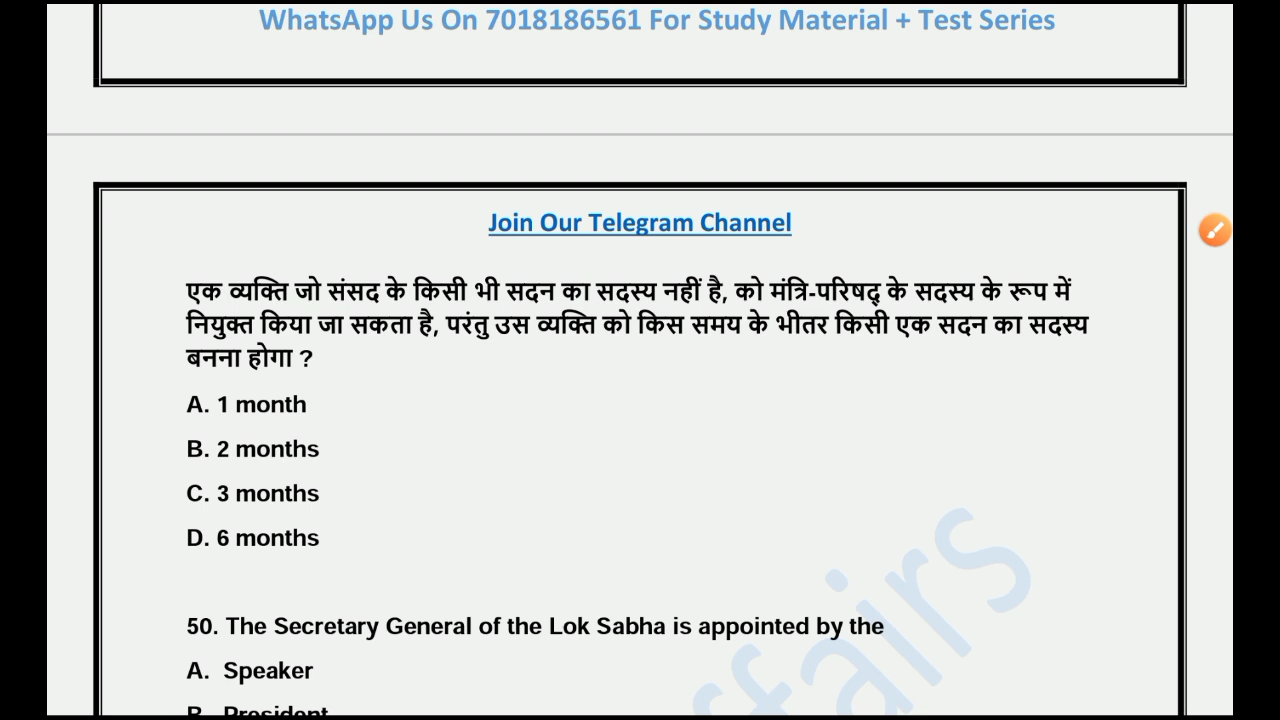 WhatsApp Us On 7018186561 For Study Material + Test Series
Join Our Telegram Channel
एक व्यक्ति जो संसद के किसी भी सदन का सदस्य नहीं है, को मंत्रि-परिषद् के सदस्य के रूप में
नियुक्त किया जा सकता है, परंतु उस व्यक्ति को किस समय के भीतर किसी एक सदन का सदस्य
बनना होगा ?
A. 1 month
B. 2 months
C. 3 months
D. 6 months
50. The Secretary General of the Lok Sabha is appointed by the
A. Speaker
B. President